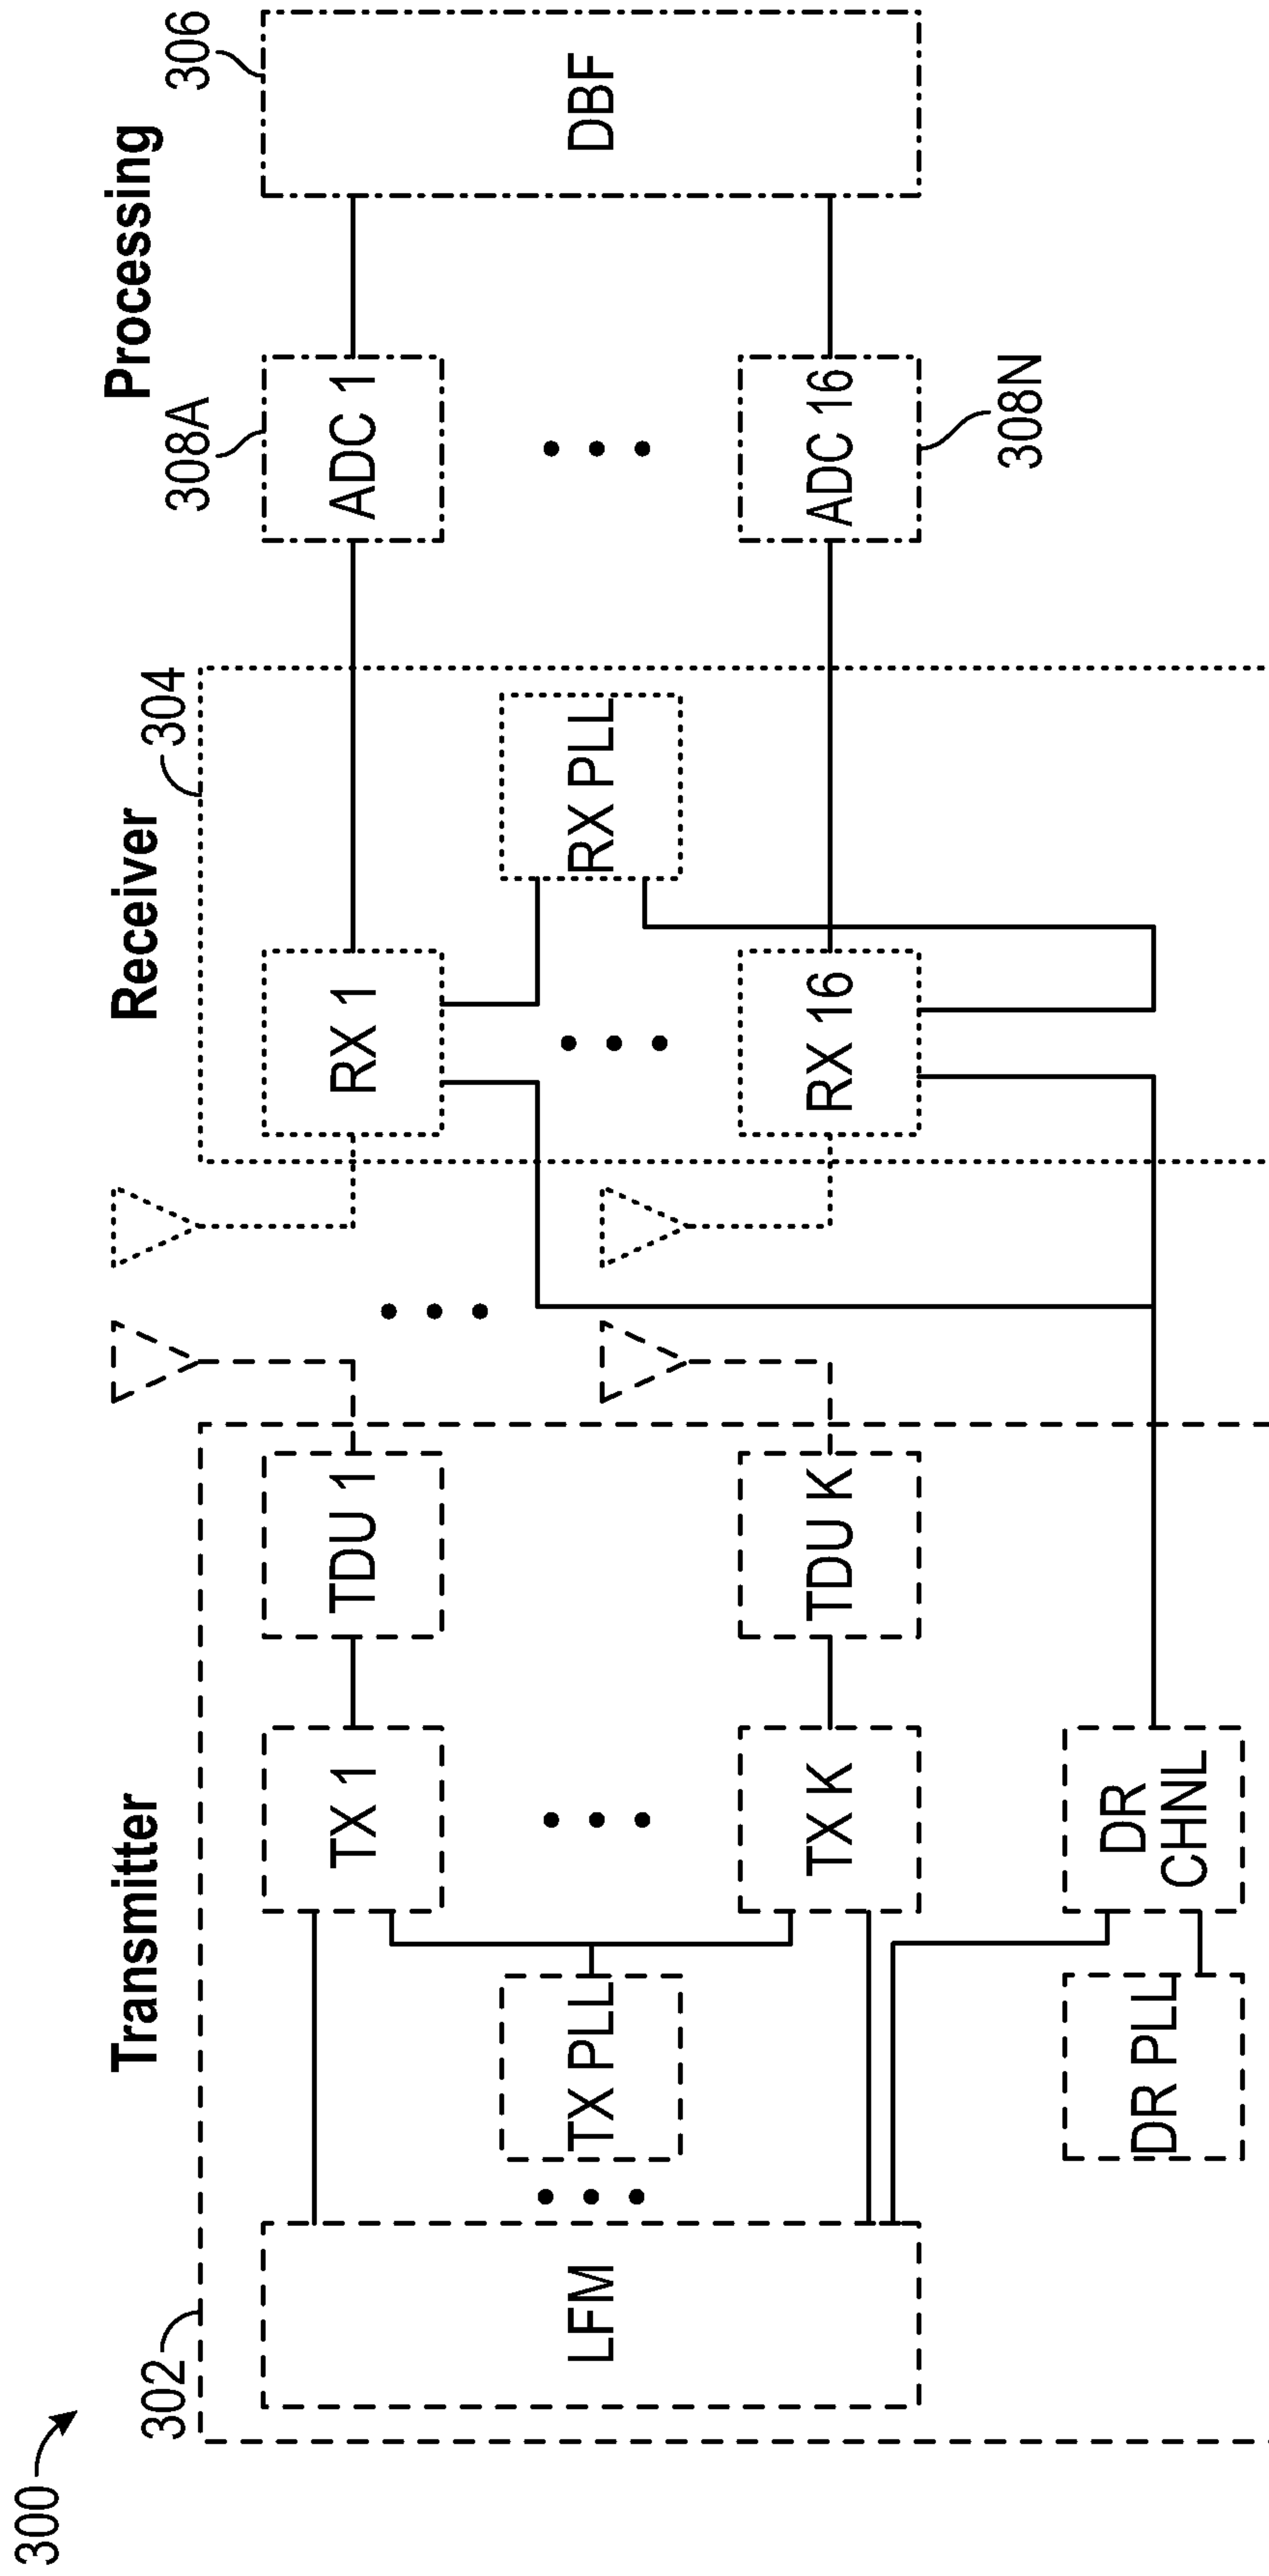 300
Transmitter
Receiver
Processing
302
304
306
LFM
TX 1
TDU 1
RX 1
308A
ADC 1
DBF
TX PLL
RX PLL
TX K
TDU K
RX 16
ADC 16
308N
DR PLL
DR
CHNL